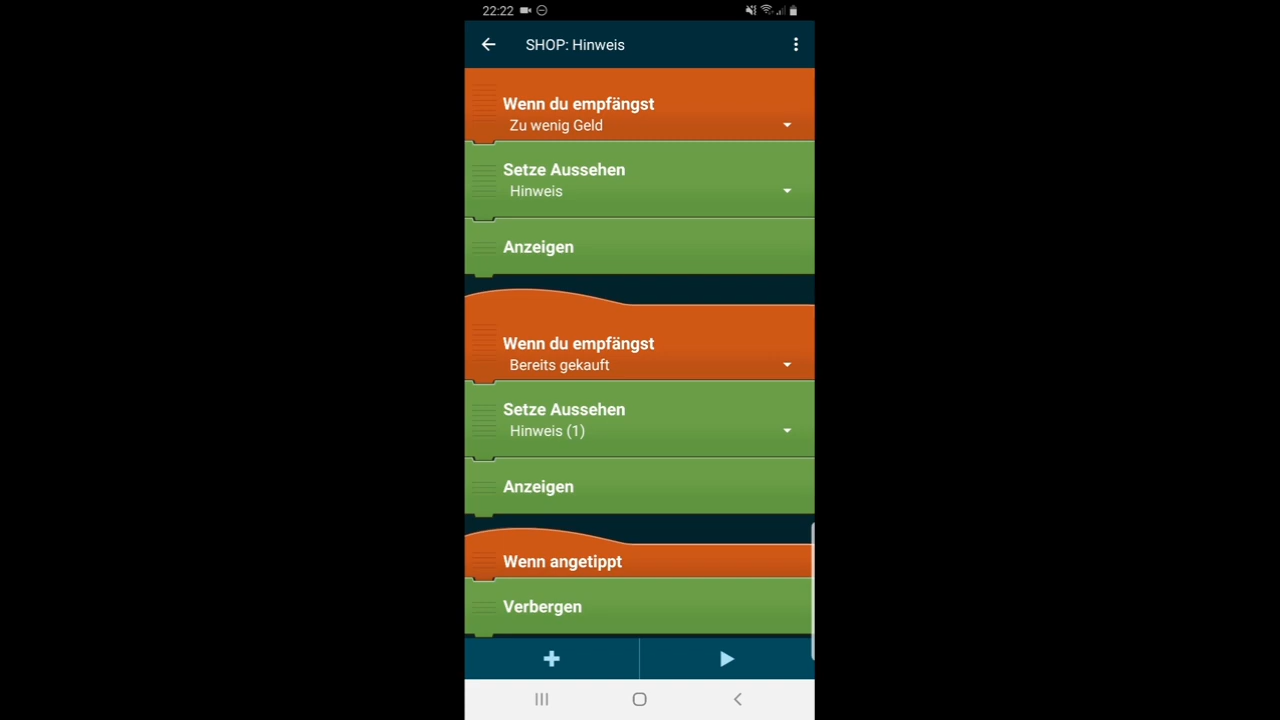 22:22
SHOP: Hinweis
Wenn du empfängst
Zu wenig Geld
Setze Aussehen
Hinweis
Anzeigen
Wenn du empfängst
Bereits gekauft
Setze Aussehen
Hinweis (1)
Anzeigen
Wenn angetippt
Verbergen